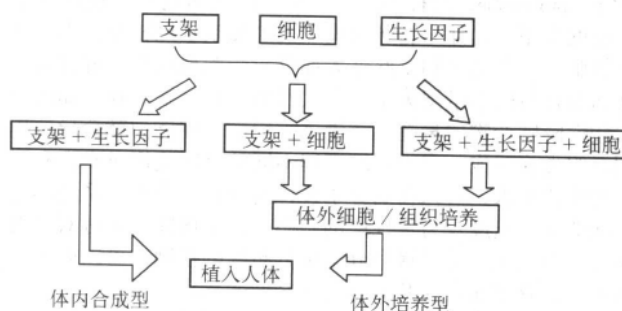 支架
细胞
生长因子
支架+生长因子
支架+细胞
支架+生长因子+细胞
体外细胞/组织培养
植入人体
体内合成型
体外培养型